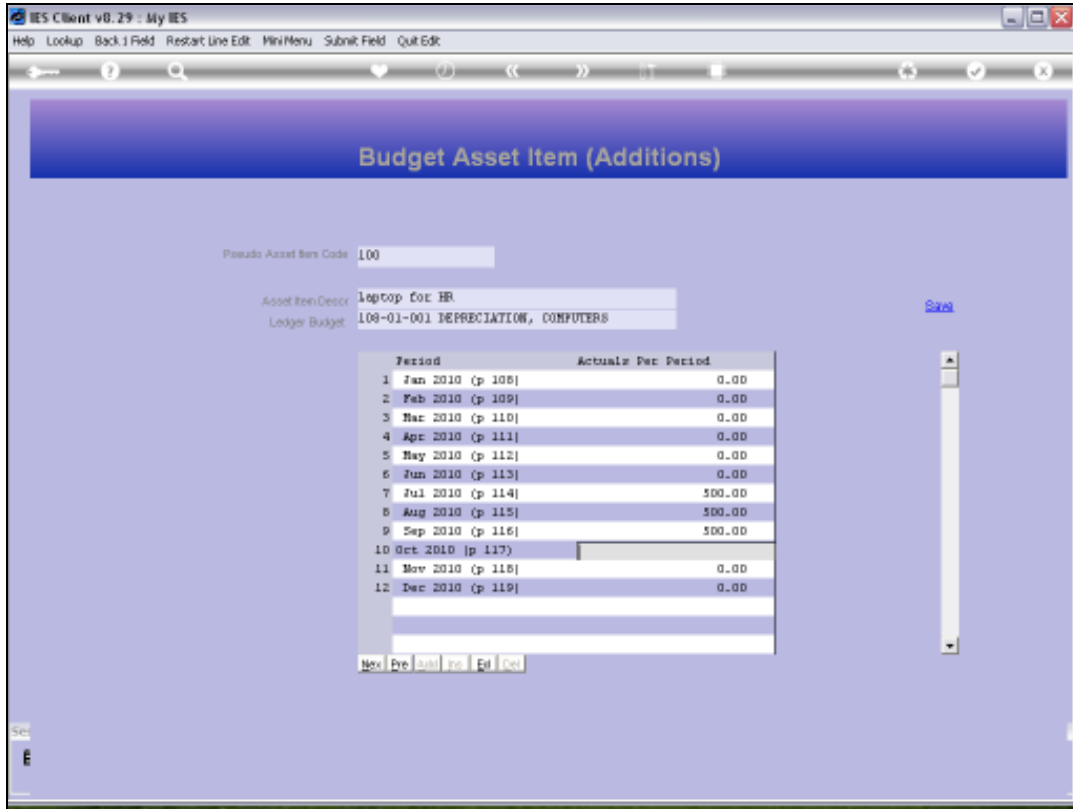 IES Client v8.29 : My IES
Help Lookup Back 1 Field Restart Line Edit Mini Menu Submit Field Quit Edit
Budget Asset Item (Additions)
Pseudo Asset Item Code 100
Asset Item Descr laptop for HR
Save
Ledger Budget 108-01-001 DEPRECIATION, COMPUTERS
Period Actuals Per Period
1 Jan 2010 (p 108) 0.00
2 Feb 2010 (p 109) 0.00
3 Mar 2010 (p 110) 0.00
4 Apr 2010 (p 111) 0.00
5 May 2010 (p 112) 0.00
6 Jun 2010 (p 113) 0.00
7 Jul 2010 (p 114) 500.00
8 Aug 2010 (p 115) 500.00
9 Sep 2010 (p 116) 500.00
10 Oct 2010 (p 117)
11 Nov 2010 (p 118) 0.00
12 Dec 2010 (p 119) 0.00
Nex Pre Add Ins Ed Del
Ses